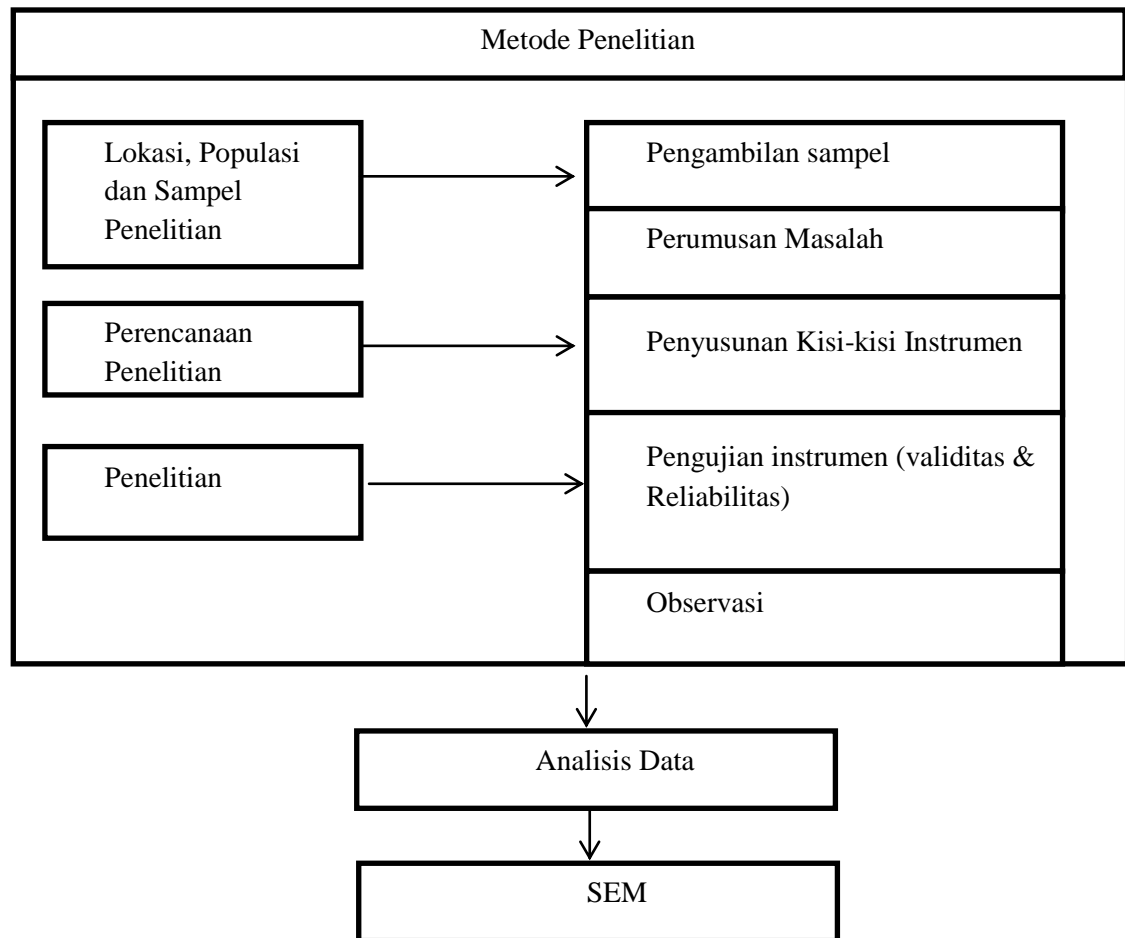 Metode Penelitian
Lokasi, Populasi
dan Sampel
Penelitian
Pengambilan sampel
Perumusan Masalah
Perencanaan
Penelitian
Penyusunan Kisi-kisi Instrumen
Penelitian
Pengujian instrumen (validitas &
Reliabilitas)
Observasi
Analisis Data
SEM